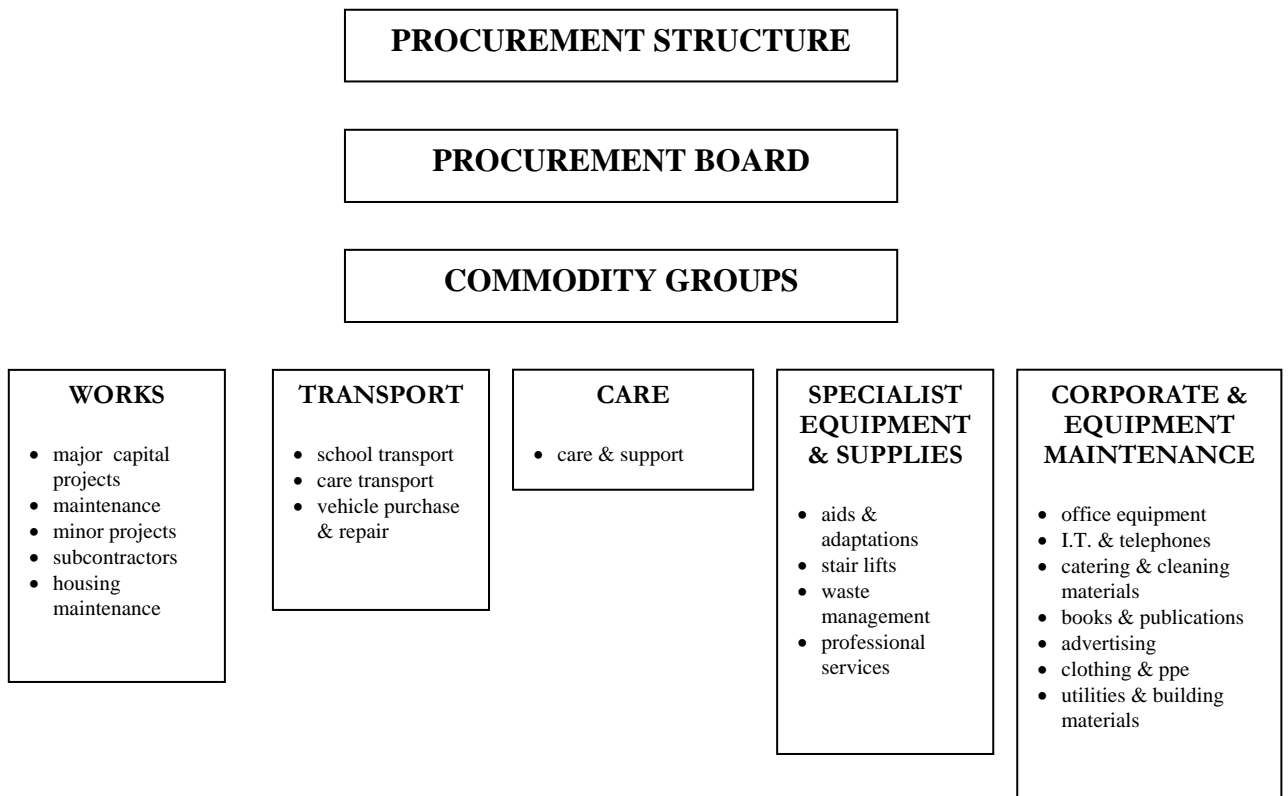 PROCUREMENT STRUCTURE
PROCUREMENT BOARD
COMMODITY GROUPS
WORKS
• major capital
projects
• maintenance
• minor projects
• subcontractors
• housing
maintenance
TRANSPORT
• school transport
• care transport
• vehicle purchase
& repair
CARE
• care & support
SPECIALIST
EQUIPMENT
& SUPPLIES
• aids &
adaptations
• stair lifts
• waste
management
• professional
services
CORPORATE &
EQUIPMENT
MAINTENANCE
• office equipment
• I.T. & telephones
• catering & cleaning
materials
• books & publications
• advertising
• clothing & ppe
• utilities & building
materials